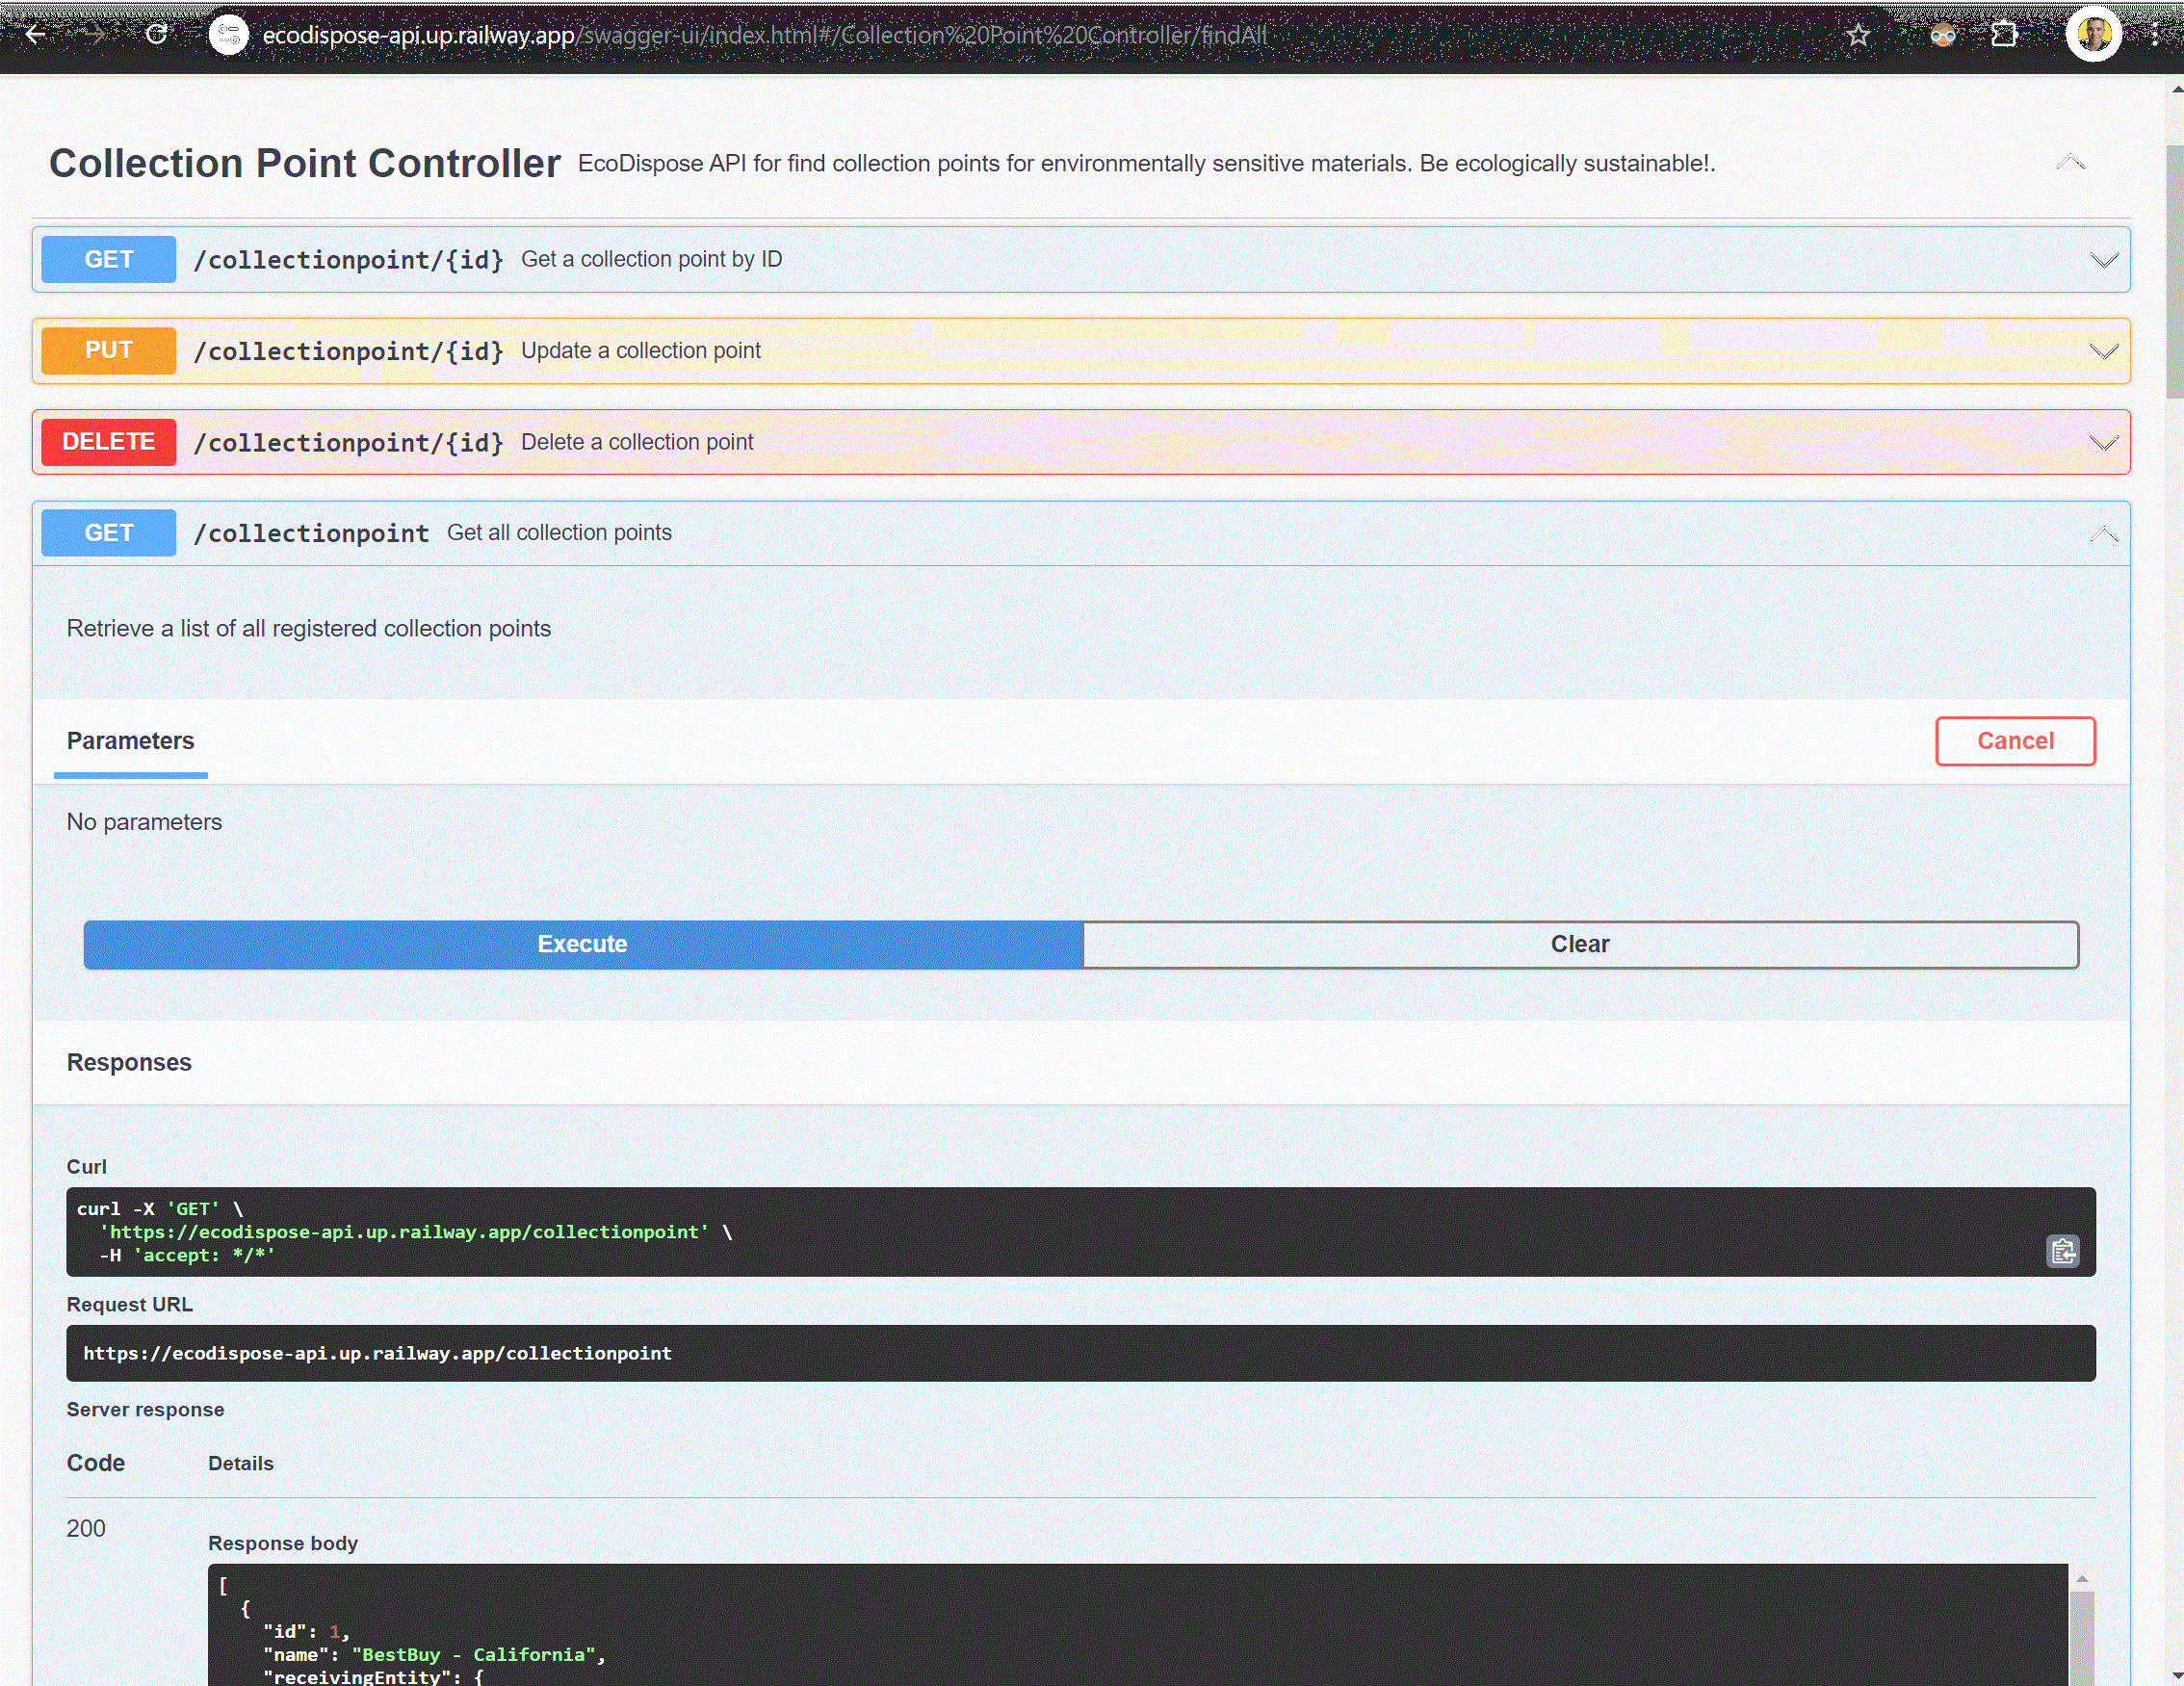 ecodispose-api.up.railway.app/swagger-ui/index.html#/Collection%20Point%20Controller/findAll
Collection Point Controller EcoDispose API for find collection points for environmentally sensitive materials. Be ecologically sustainable!.
GET /collectionpoint/{id} Get a collection point by ID
PUT /collectionpoint/{id} Update a collection point
DELETE /collectionpoint/{id} Delete a collection point
GET /collectionpoint Get all collection points
Retrieve a list of all registered collection points
Parameters Cancel
No parameters
Execute Clear
Responses
Curl
curl -X 'GET' \
'https://ecodispose-api.up.railway.app/collectionpoint' \
-H 'accept: */*'
Request URL
https://ecodispose-api.up.railway.app/collectionpoint
Server response
Code Details
200
Response body
[
{
"id": 1,
"name": "BestBuy - California",
"receivingEntity": {